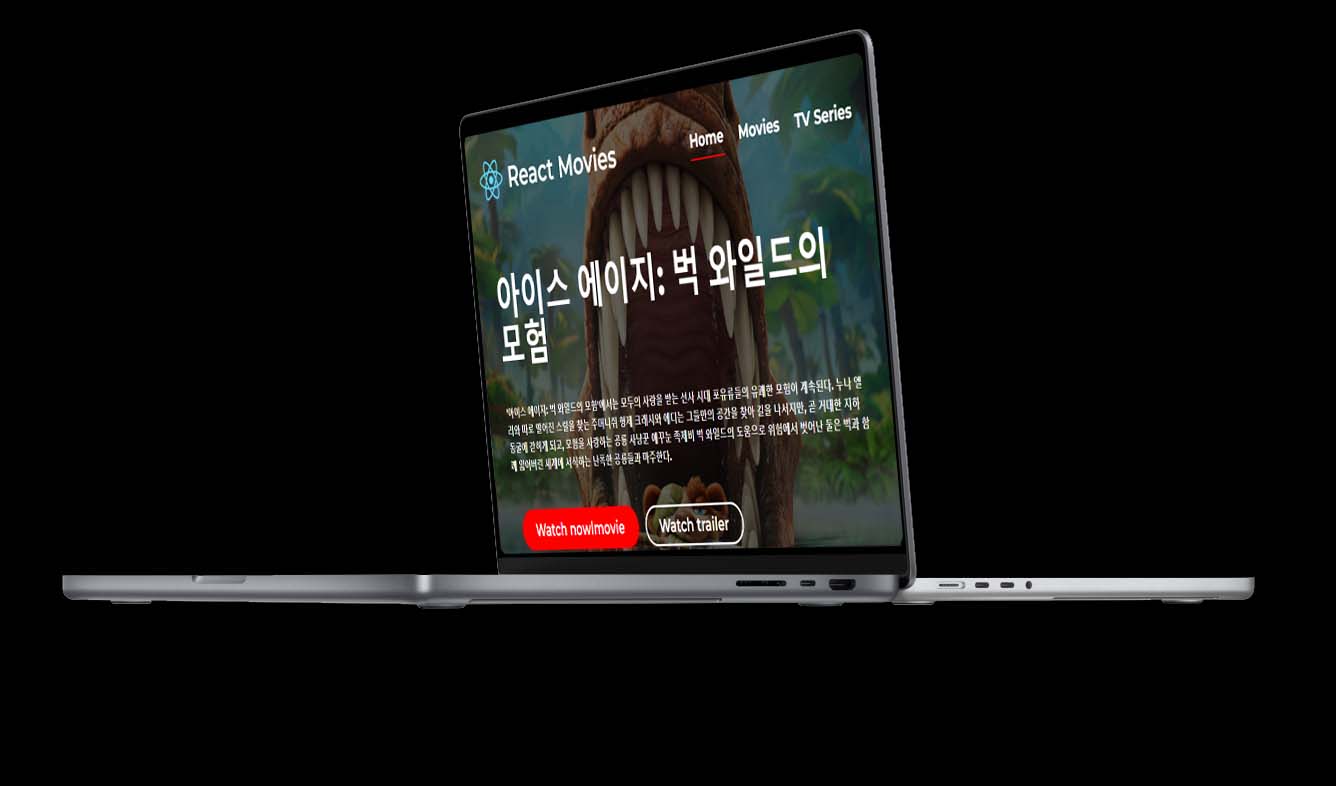 React Movies
Home
Movies
TV Series
아이스 에이지: 벅 와일드의
모험
'아이스 에이지: 벅 와일드의 모험'에서는 모두의 사랑을 받는 선사 시대 포유류들의 유쾌한 모험이 계속된다. 누나 엘
리와 따로 떨어진 스릴을 찾는 주머니쥐 형제 크래시와 에디는 그들만의 공간을 찾아 길을 나서지만, 곧 거대한 지하
동굴에 갇히게 되고, 모험을 사랑하는 공룡 사냥꾼 애꾸눈 족제비 벅 와일드의 도움으로 위험에서 벗어난 둘은 벅과 함
께 잃어버린 세계에 서식하는 난폭한 공룡들과 마주한다.
Watch now!movie
Watch trailer